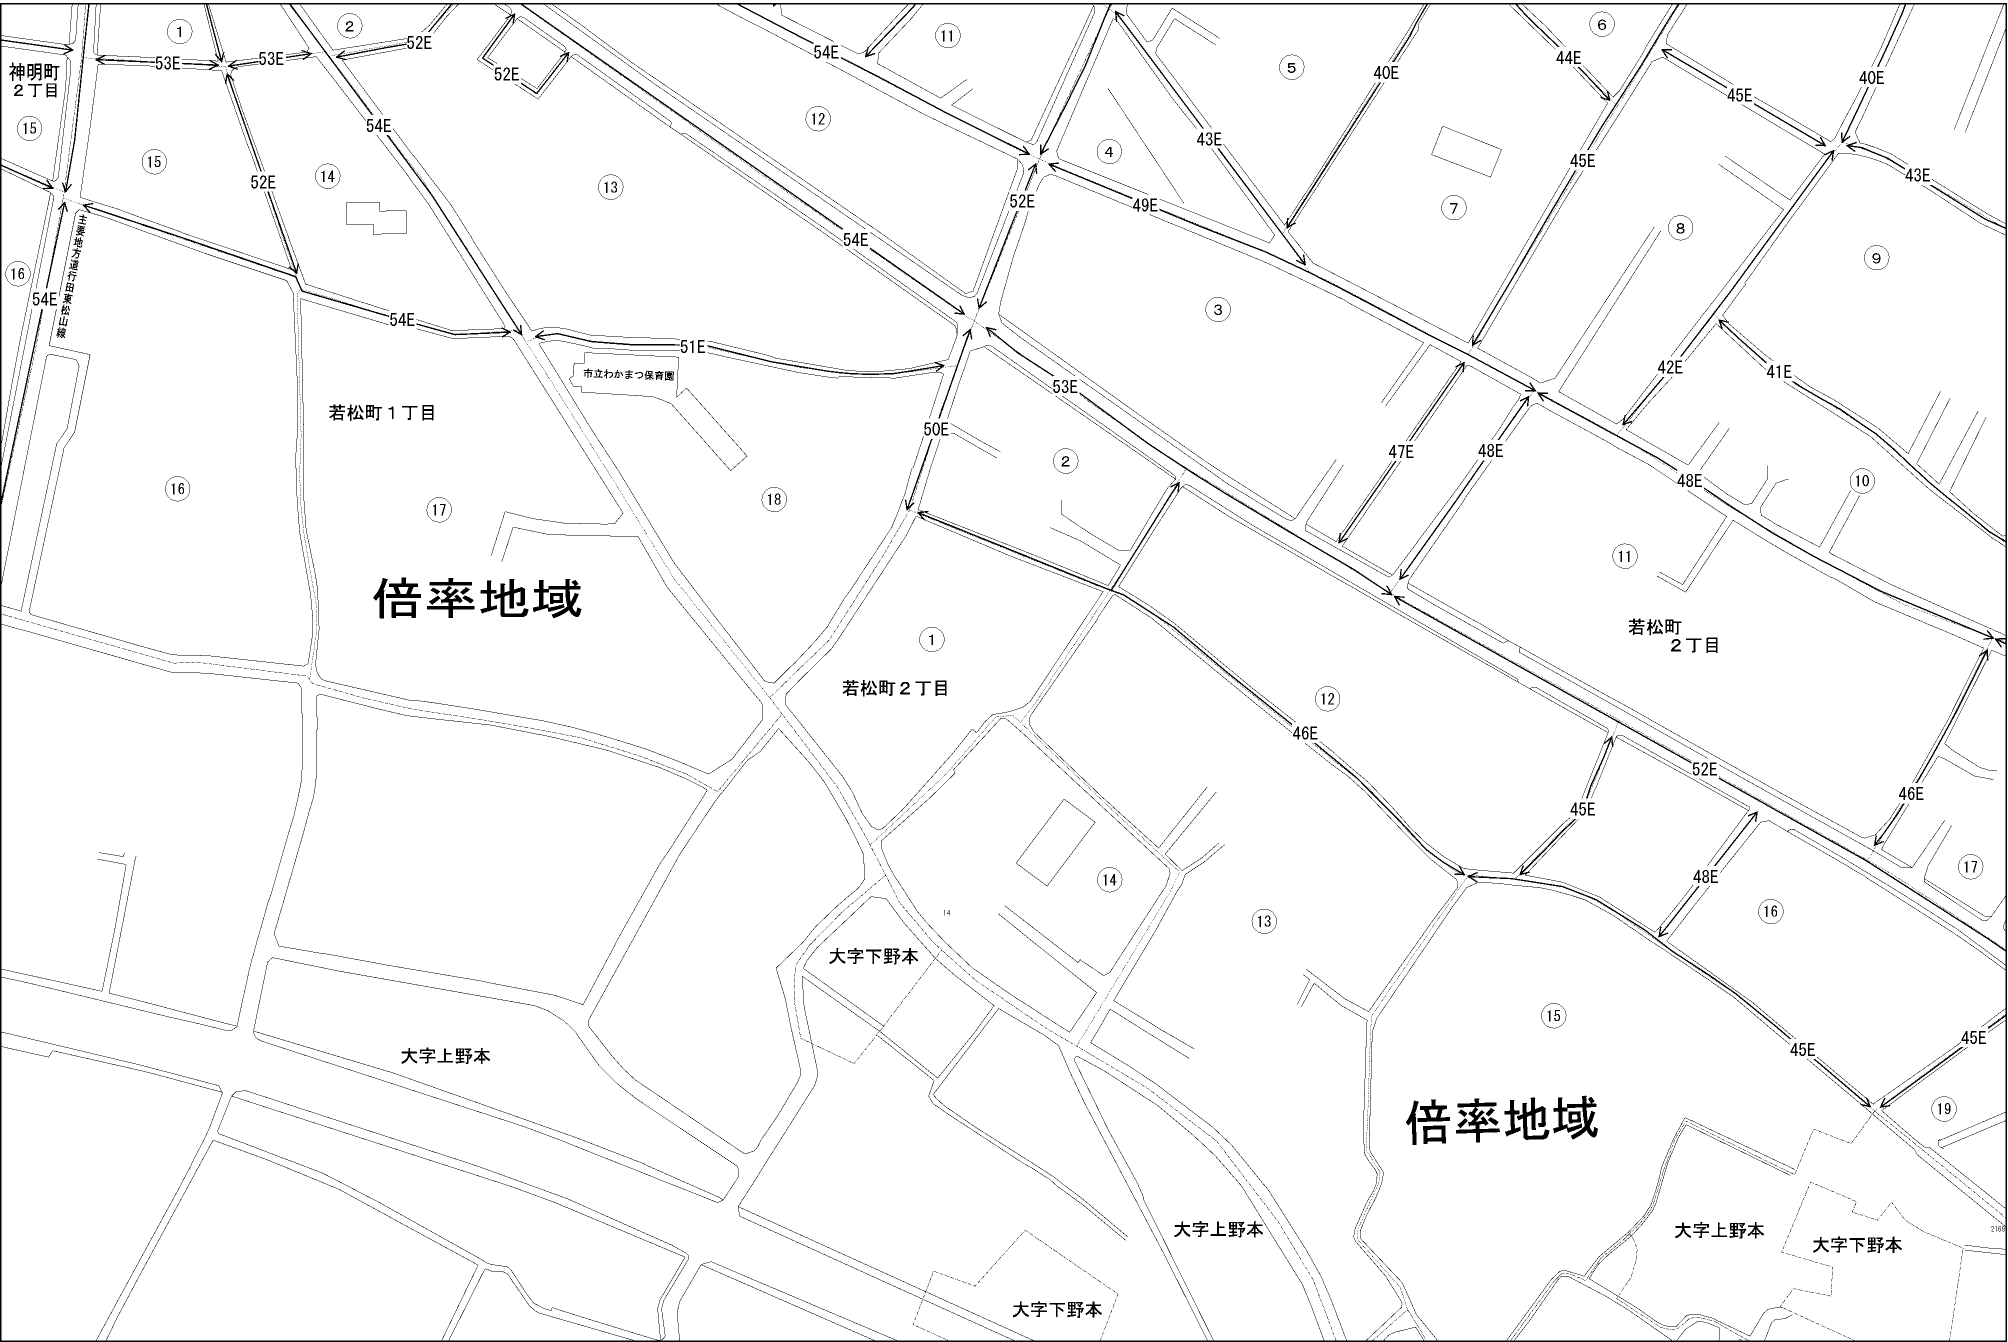 ①
②
52E
53E
53E
神明町
２丁目
⑮
52E
54E
⑪
54E
⑫
⑤
40E
44E
⑥
45E
40E
⑮
52E
⑭
54E
⑬
④
43E
45E
43E
52E
49E
⑦
⑧
⑨
主要地方道行田東松山線
⑯
54E
54E
54E
③
51E
市立わかまつ保育園
53E
42E
41E
若松町１丁目
50E
②
47E
48E
48E
⑩
⑯
⑰
⑱
⑪
倍率地域
①
若松町２丁目
若松町
２丁目
⑫
46E
52E
45E
46E
⑭
48E
⑰
14
⑬
⑯
大字下野本
⑮
大字上野本
45E
45E
倍率地域
⑲
大字上野本
大字上野本
大字下野本
大字下野本